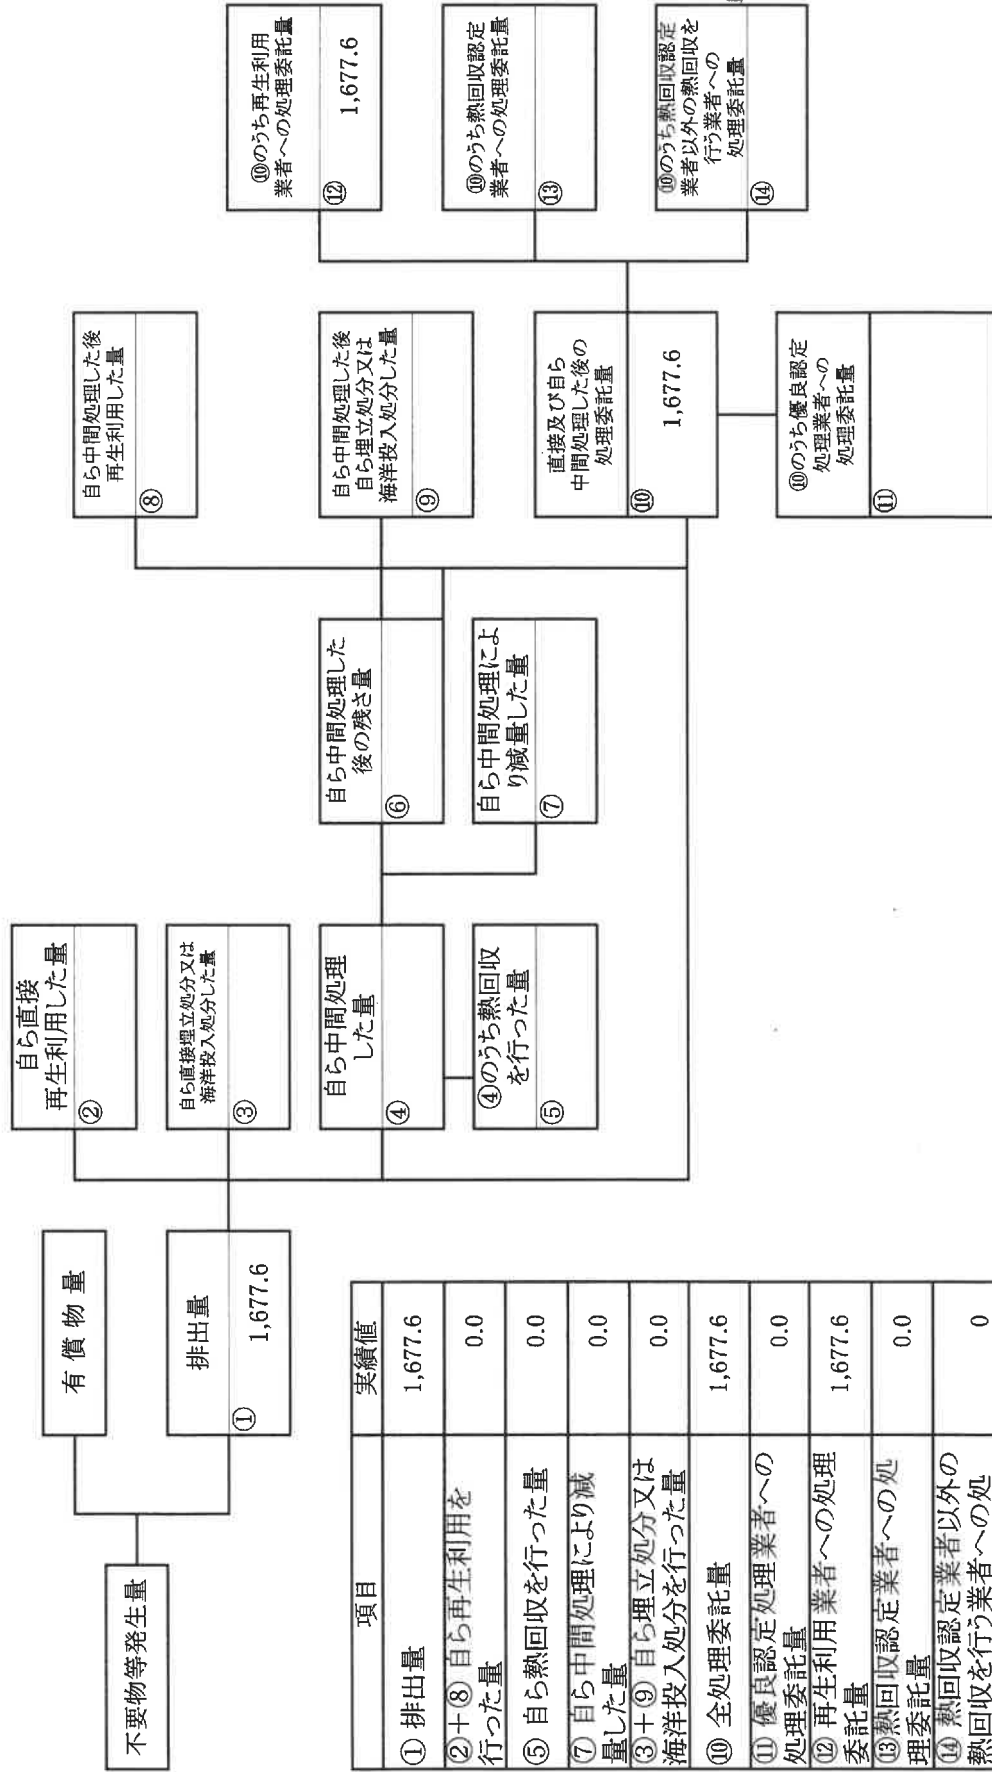 不要物等発生量
有償物量
排出量
①
1,677.6
自ら直接
再生利用した量
②
自ら直接埋立処分又は
海洋投入処分した量
③
自ら中間処理
した量
④
④のうち熱回収
を行った量
⑤
自ら中間処理した
後の残さ量
⑥
自ら中間処理によ
り減量した量
⑦
自ら中間処理した後
再生利用した量
⑧
自ら中間処理した後
自ら埋立処分又は
海洋投入処分した量
⑨
直接及び自ら
中間処理した後の
処理委託量
⑩
1,677.6
⑩のうち優良認定
処理業者への
処理委託量
⑪
⑩のうち再生利用
業者への処理委託量
⑫
1,677.6
⑩のうち熱回収認定
業者への処理委託量
⑬
⑩のうち熱回収認定
業者以外の熱回収を
行う業者への
処理委託量
⑭
項目 実績値
①排出量 1,677.6
②+⑧ 自ら再生利用を
行った量 0.0
⑤ 自ら熱回収を行った量 0.0
⑦ 自ら中間処理により減
量した量 0.0
③+⑨ 自ら埋立処分又は
海洋投入処分を行った量 0.0
⑩ 全処理委託量 1,677.6
⑪ 優良認定処理業者への
処理委託量 0.0
⑫ 再生利用業者への処理
委託量 1,677.6
⑬熱回収認定業者への処
理委託量 0.0
⑭ 熱回収認定業者以外の
熱回収を行う業者への処 0